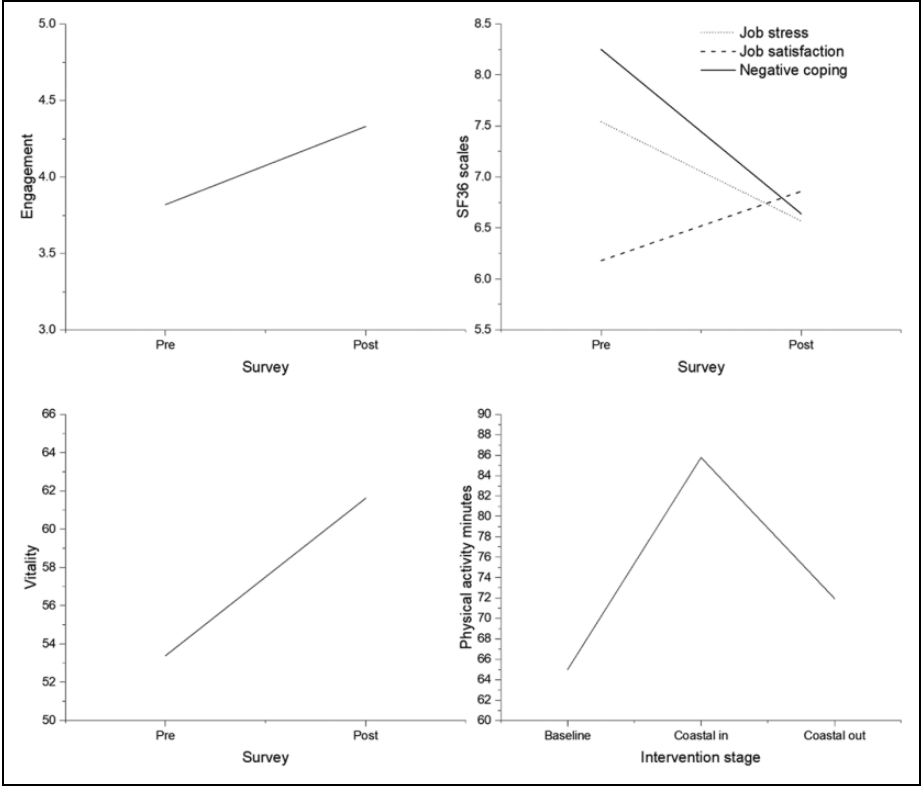 5.0
4.5
4.0
3.5
3.0
Engagement
Pre
Post
Survey
8.5
8.0
7.5
7.0
6.5
6.0
5.5
SF36 scales
Job stress
Job satisfaction
Negative coping
Pre
Post
Survey
66
64
62
60
58
56
54
52
50
Vitality
Pre
Post
Survey
90
86
84
82
80
78
76
74
72
70
68
66
64
62
60
Physical activity minutes
Baseline
Coastal in
Coastal out
Intervention stage